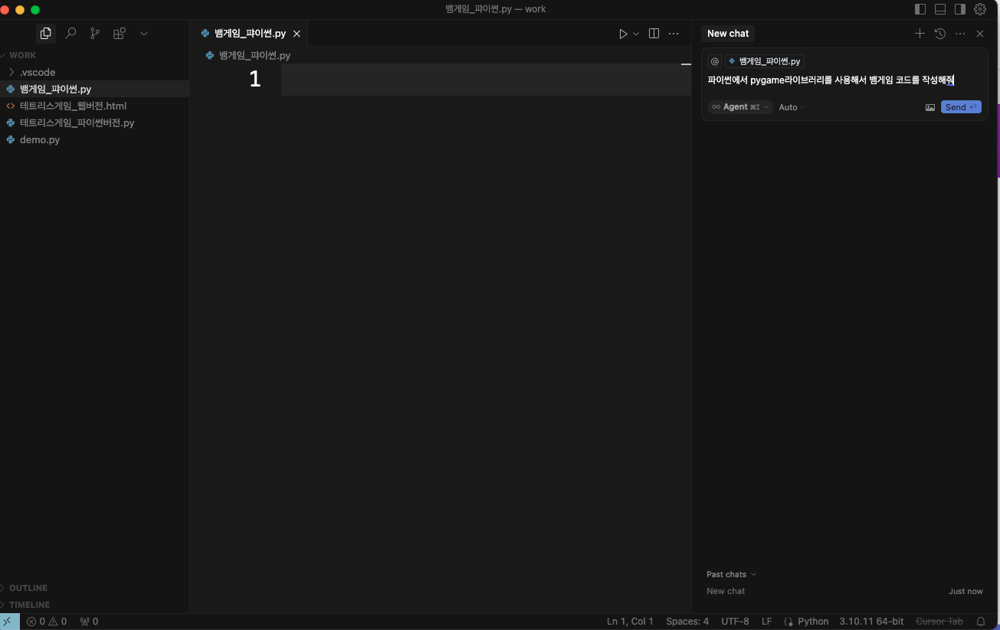 뱀게임_퍄이썬.py — work
WORK
.vscode
뱀게임_퍄이썬.py
테트리스게임_웹버전.html
테트리스게임_파이썬버전.py
demo.py
OUTLINE
TIMELINE
뱀게임_퍄이썬.py
뱀게임_퍄이썬.py
1
New chat
@ 뱀게임_퍄이썬.py
파이썬에서 pygame라이브러리를 사용해서 뱀게임 코드를 작성해줘
∞ Agent ⌘I Auto Send
Past chats
New chat Just now
0 0 0 Ln 1, Col 1 Spaces: 4 UTF-8 LF Python 3.10.11 64-bit Cursor Tab